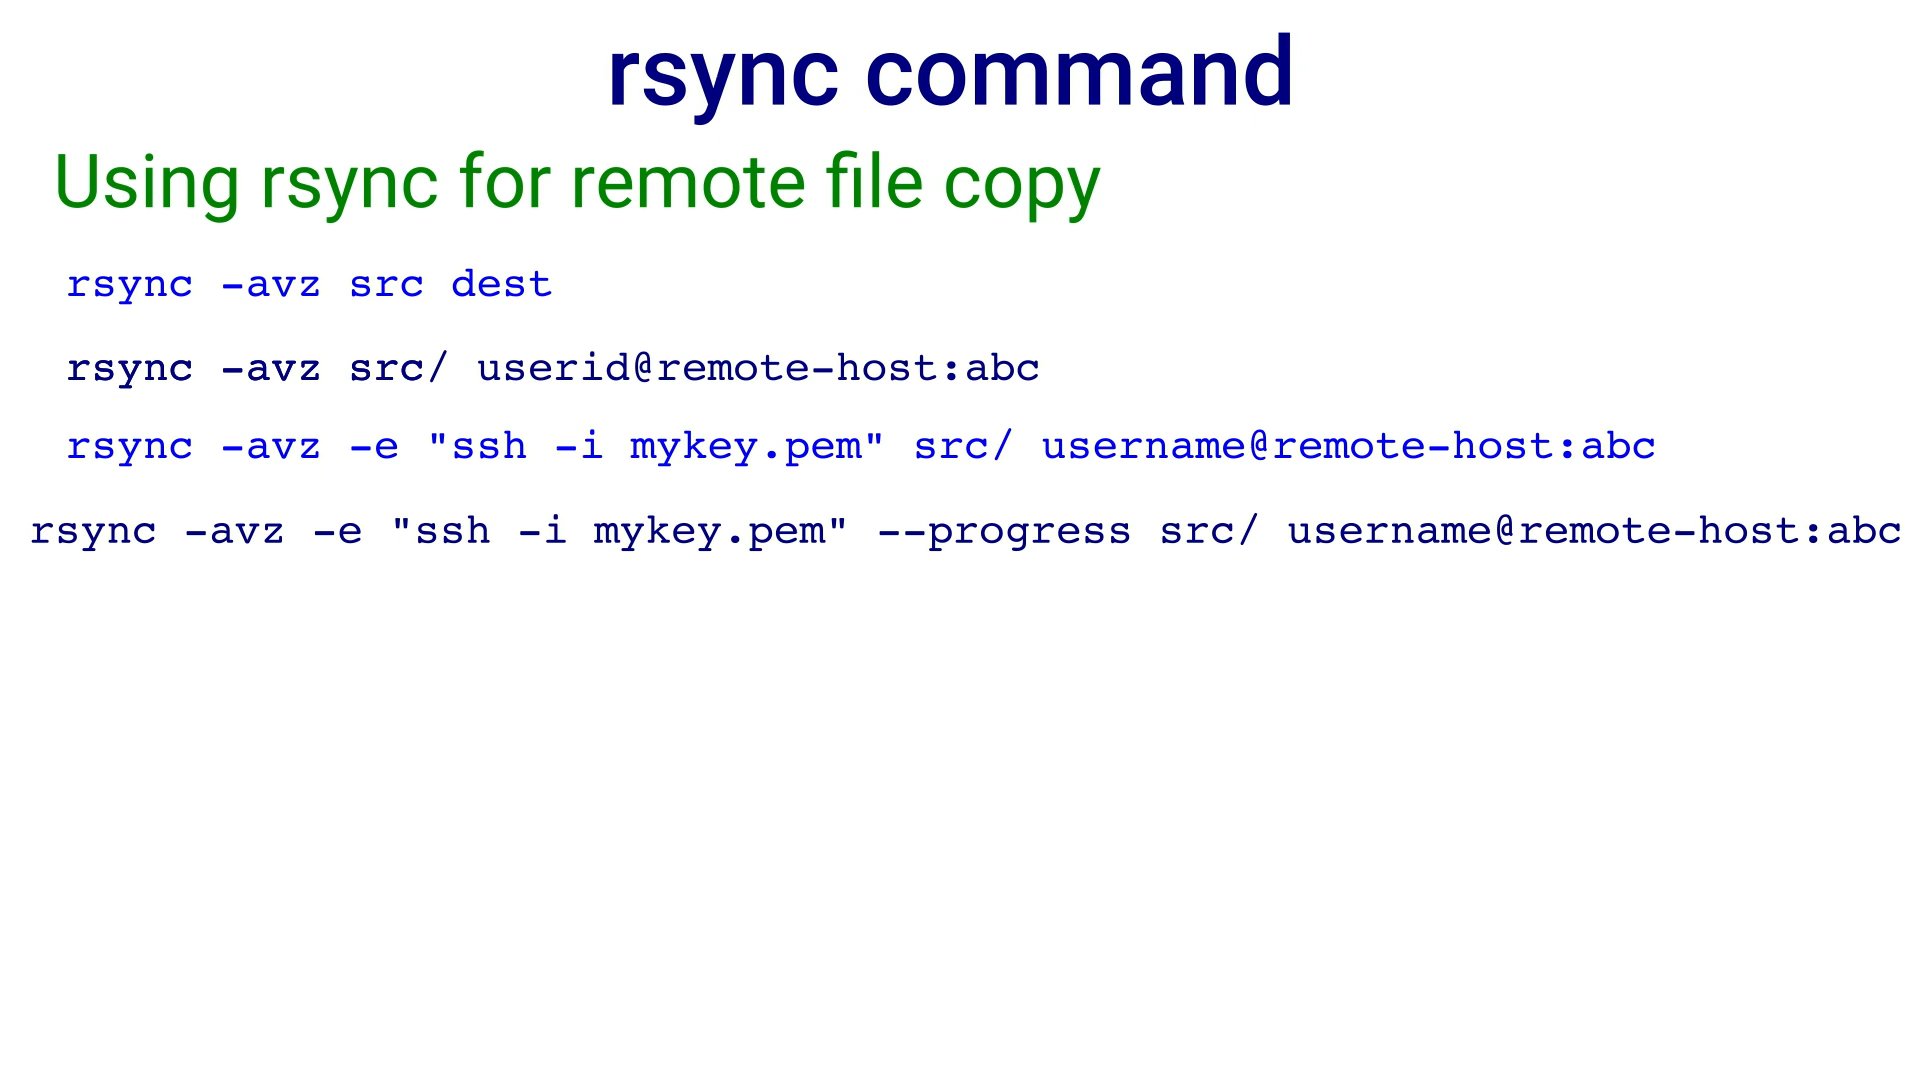 rsync command
Using rsync for remote file copy
rsync -avz src dest
rsync -avz src/ userid@remote-host:abc
rsync -avz -e "ssh -i mykey.pem" src/ username@remote-host:abc
rsync -avz -e "ssh -i mykey.pem" --progress src/ username@remote-host:abc